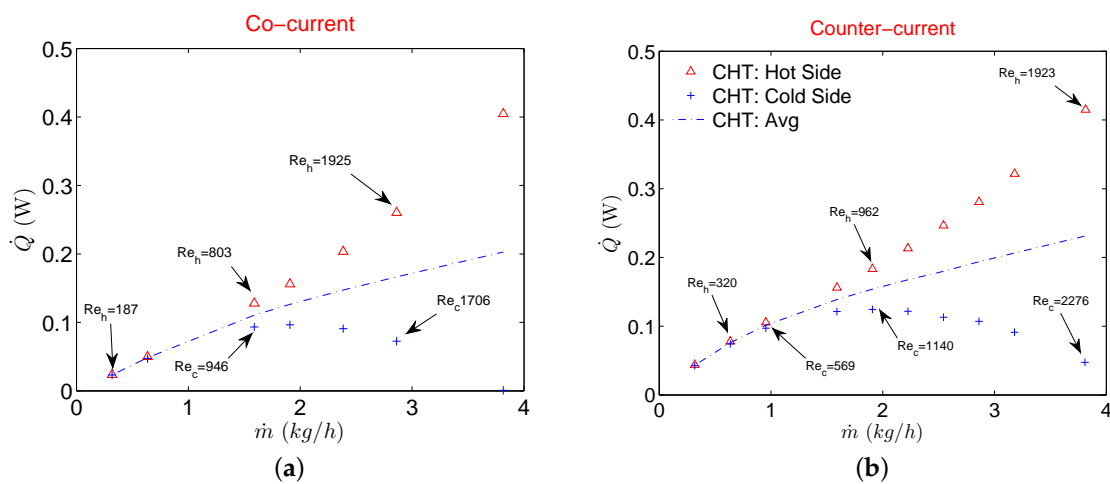 Co−current
0.5
0.4
0.3
0.2
0.1
0
Q̇ (W)
Re_h=1925
Re_h=803
Re_h=187
Re_c=946
Re_c1706
0 1 2 3 4
ṁ (kg/h)
(a)
Counter−current
0.5
0.4
0.3
0.2
0.1
0
Q̇ (W)
CHT: Hot Side
CHT: Cold Side
CHT: Avg
Re_h=1923
Re_h=962
Re_h=320
Re_c=2276
Re_c=1140
Re_c=569
0 1 2 3 4
ṁ (kg/h)
(b)